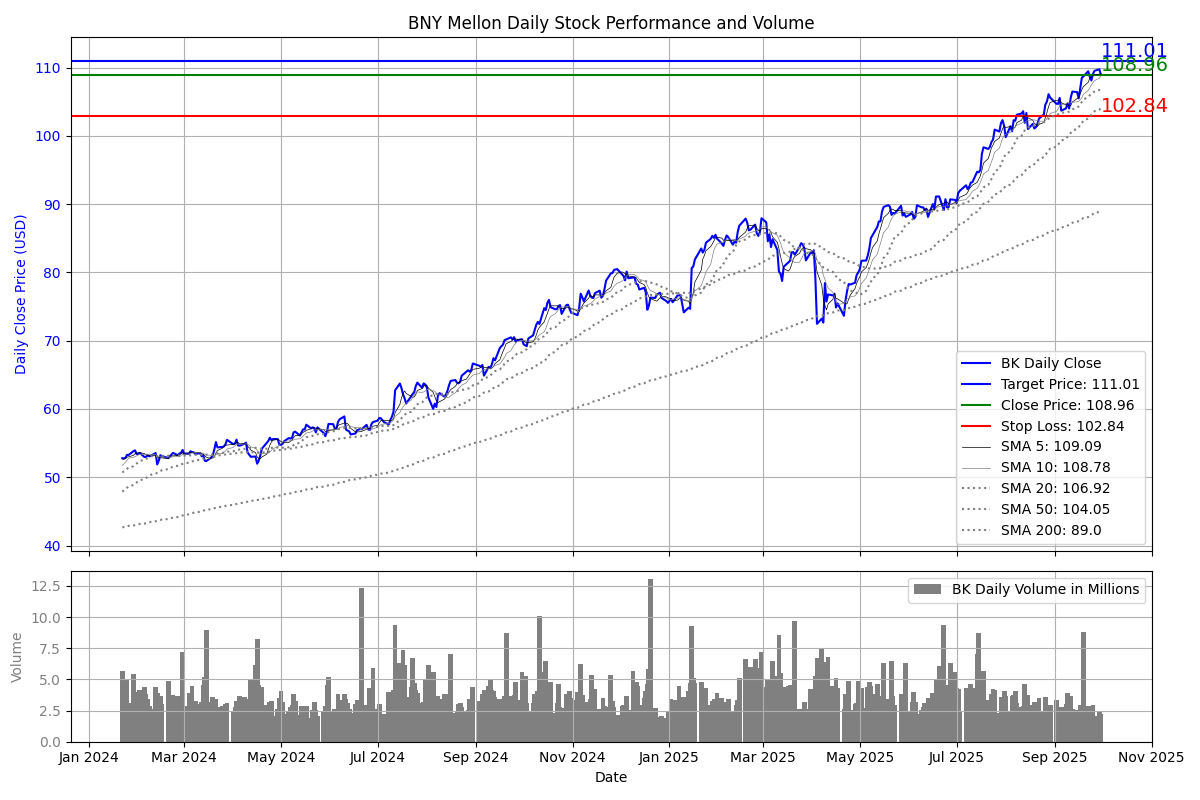 BNY Mellon Daily Stock Performance and Volume
111.01
108.96
102.84
110
100
90
80
70
60
50
40
Daily Close Price (USD)
BK Daily Close
Target Price: 111.01
Close Price: 108.96
Stop Loss: 102.84
SMA 5: 109.09
SMA 10: 108.78
SMA 20: 106.92
SMA 50: 104.05
SMA 200: 89.0
12.5
10.0
7.5
5.0
2.5
0.0
Volume
BK Daily Volume in Millions
Jan 2024 Mar 2024 May 2024 Jul 2024 Sep 2024 Nov 2024 Jan 2025 Mar 2025 May 2025 Jul 2025 Sep 2025 Nov 2025
Date